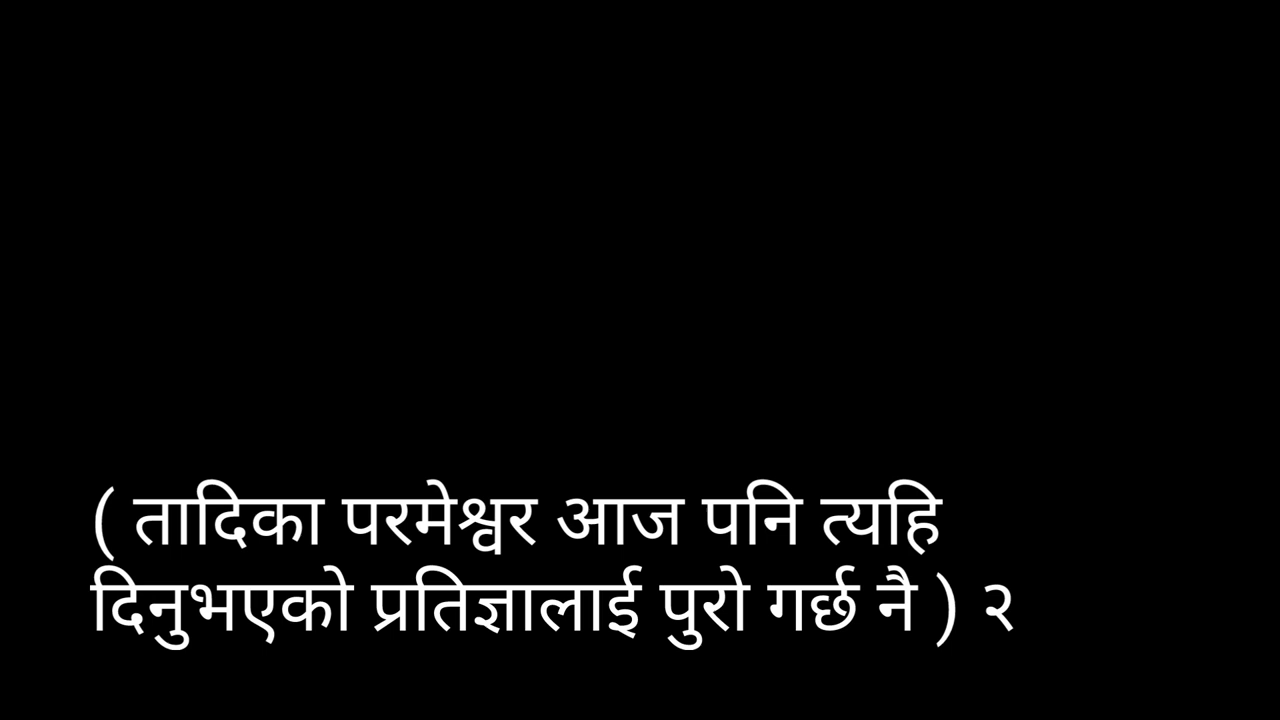 ( तादिका परमेश्वर आज पनि त्यहि
दिनुभएको प्रतिज्ञालाई पुरो गर्छ नै ) २